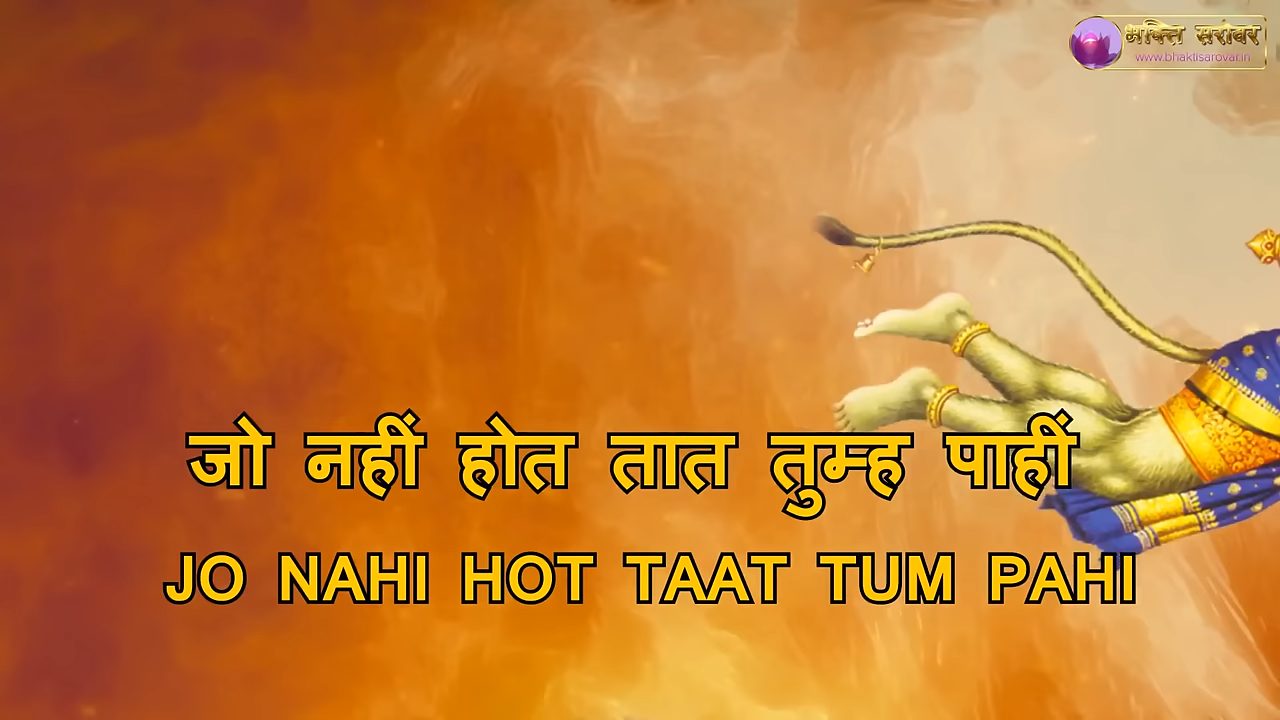 भक्ति सरोवर
www.bhaktisarovar.in
जो नहीं होत तात तुम्ह पाहीं
JO NAHI HOT TAAT TUM PAHI